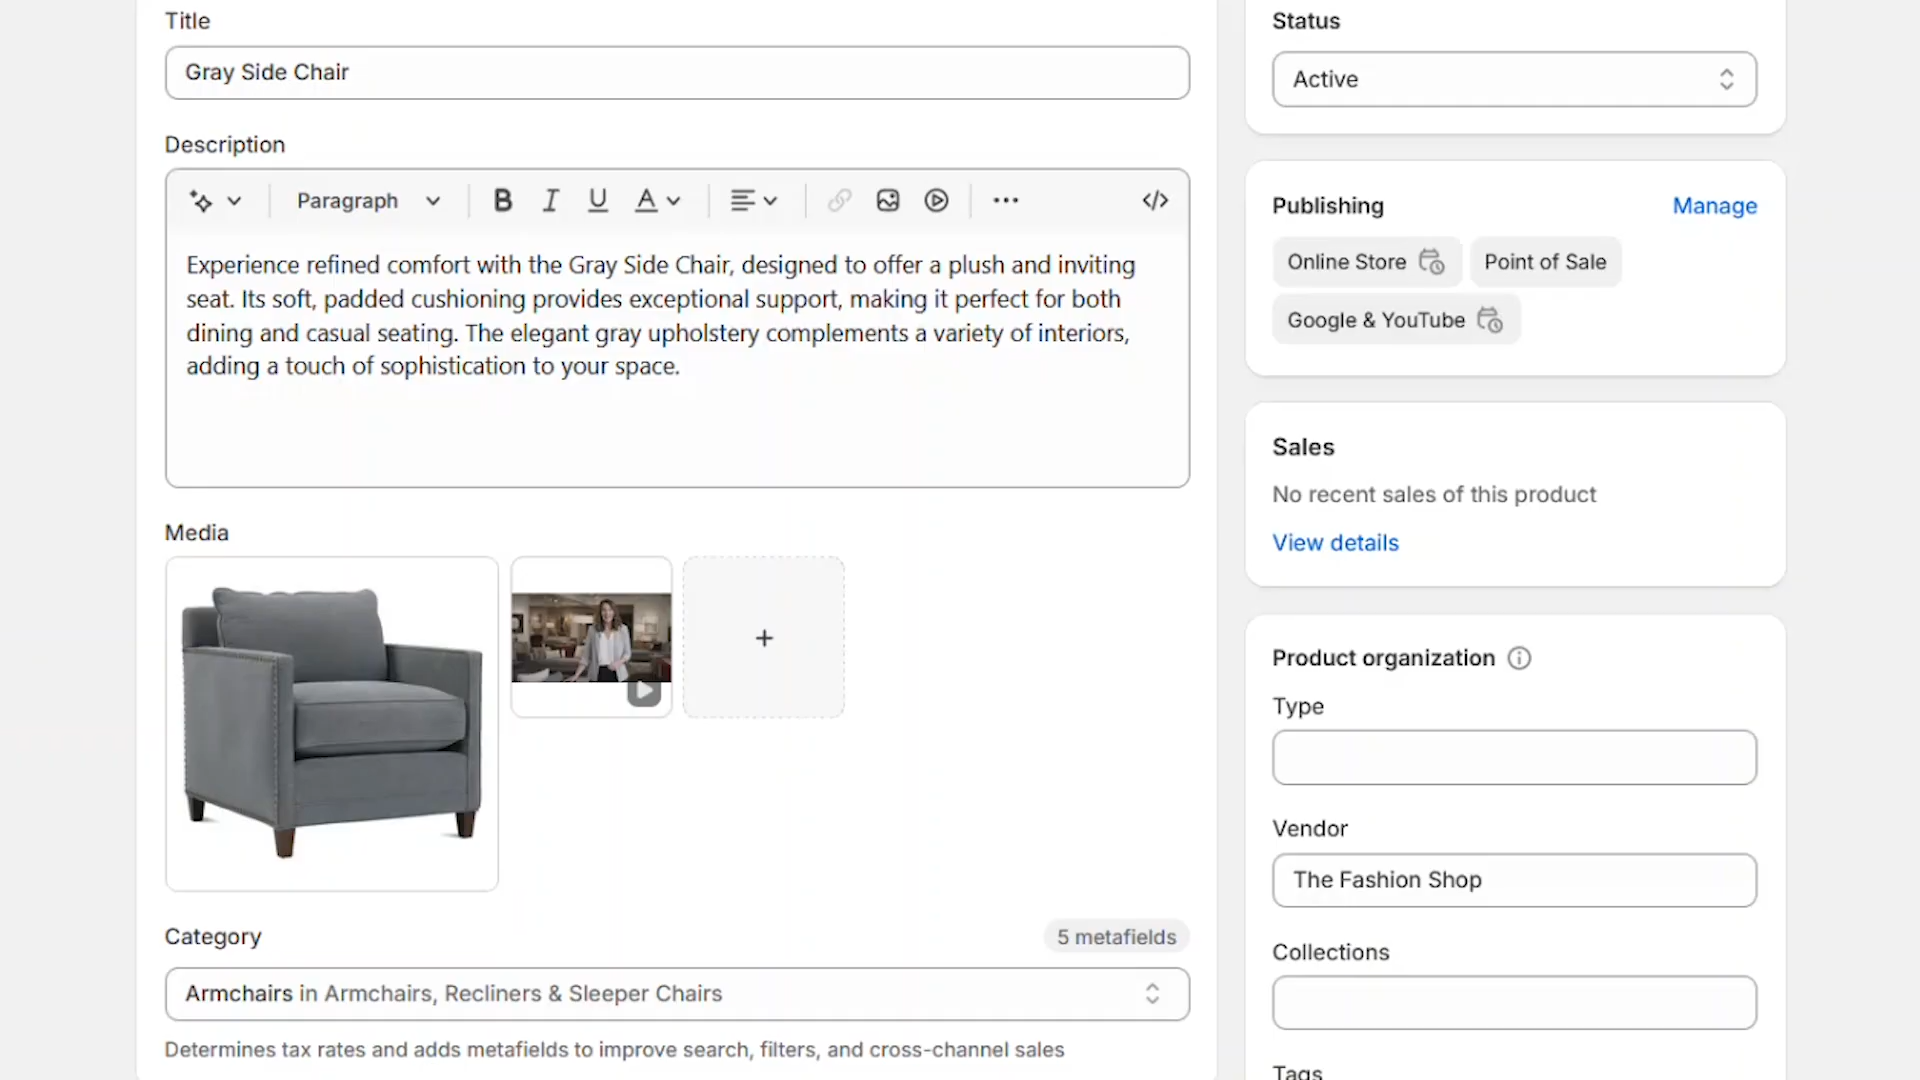 Title
Gray Side Chair
Description
Paragraph
B I U A
Experience refined comfort with the Gray Side Chair, designed to offer a plush and inviting
seat. Its soft, padded cushioning provides exceptional support, making it perfect for both
dining and casual seating. The elegant gray upholstery complements a variety of interiors,
adding a touch of sophistication to your space.
Media
Category
5 metafields
Armchairs in Armchairs, Recliners & Sleeper Chairs
Determines tax rates and adds metafields to improve search, filters, and cross-channel sales
Status
Active
Publishing
Manage
Online Store
Point of Sale
Google & YouTube
Sales
No recent sales of this product
View details
Product organization
Type
Vendor
The Fashion Shop
Collections
Tags